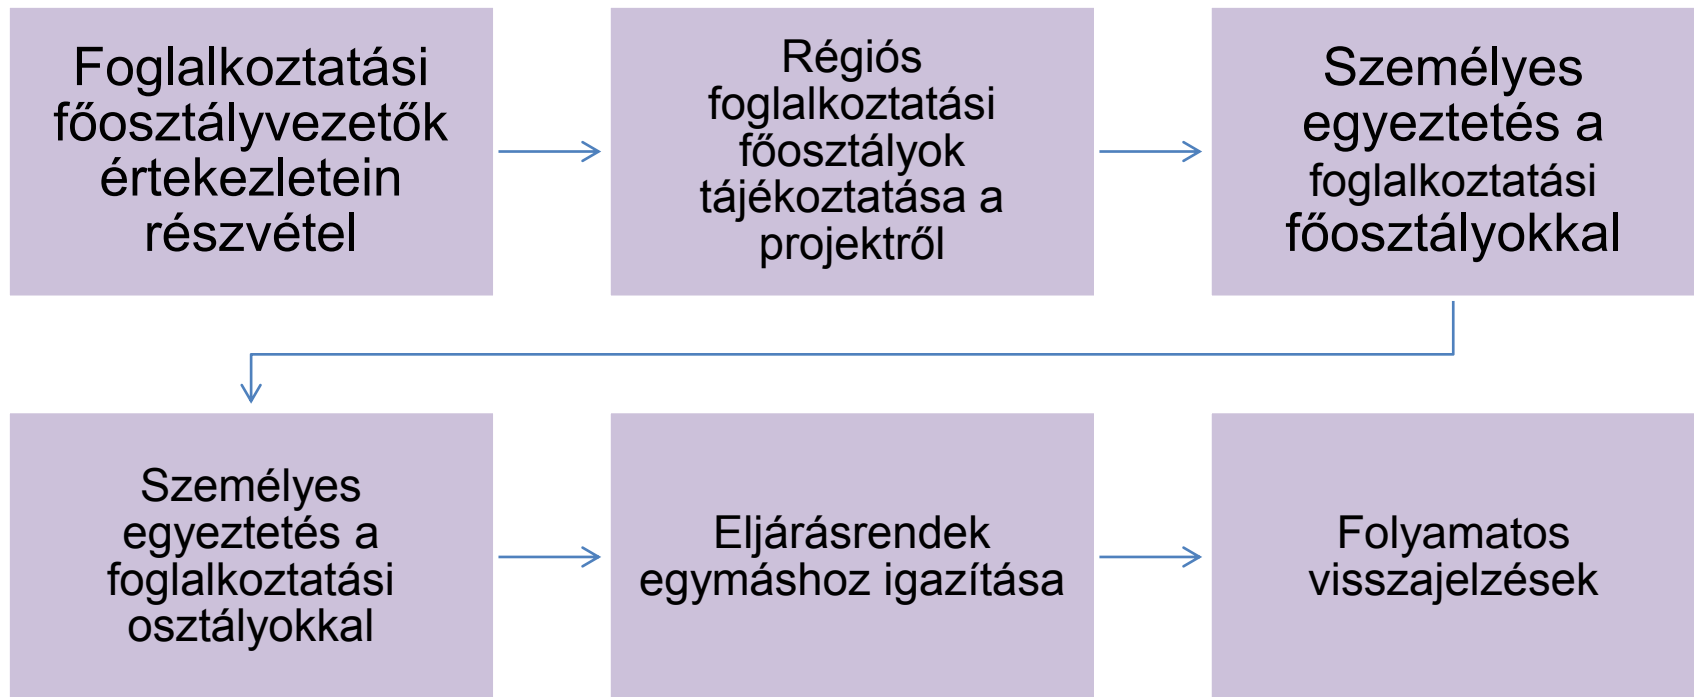 Foglalkoztatási
főosztályvezetők
értekezletein
részvétel
Régiós
foglalkoztatási
főosztályok
tájékoztatása a
projektről
Személyes
egyeztetés a
foglalkoztatási
főosztályokkal
Személyes
egyeztetés a
foglalkoztatási
osztályokkal
Eljárásrendek
egymáshoz igazítása
Folyamatos
visszajelzések